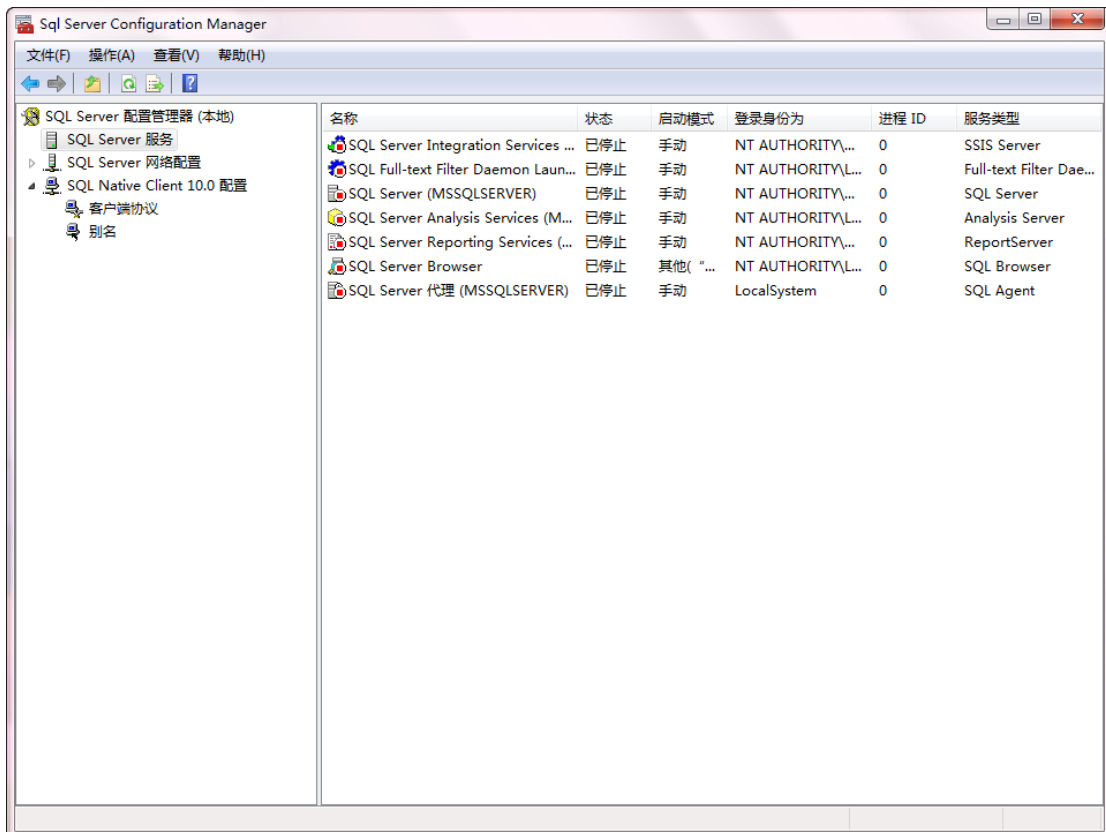 Sql Server Configuration Manager
文件(F) 操作(A) 查看(V) 帮助(H)
SQL Server 配置管理器 (本地)
SQL Server 服务
SQL Server 网络配置
SQL Native Client 10.0 配置
客户端协议
别名
名称 状态 启动模式 登录身份为 进程 ID 服务类型
SQL Server Integration Services ... 已停止 手动 NT AUTHORITY\... 0 SSIS Server
SQL Full-text Filter Daemon Laun... 已停止 手动 NT AUTHORITY\L... 0 Full-text Filter Dae...
SQL Server (MSSQLSERVER) 已停止 手动 NT AUTHORITY\... 0 SQL Server
SQL Server Analysis Services (M... 已停止 手动 NT AUTHORITY\L... 0 Analysis Server
SQL Server Reporting Services (... 已停止 手动 NT AUTHORITY\... 0 ReportServer
SQL Server Browser 已停止 其他( “... NT AUTHORITY\L... 0 SQL Browser
SQL Server 代理 (MSSQLSERVER) 已停止 手动 LocalSystem 0 SQL Agent